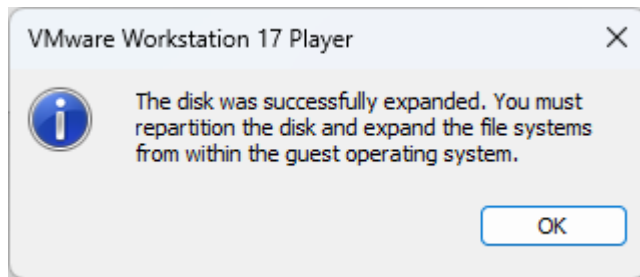 VMware Workstation 17 Player
The disk was successfully expanded. You must
repartition the disk and expand the file systems
from within the guest operating system.
OK